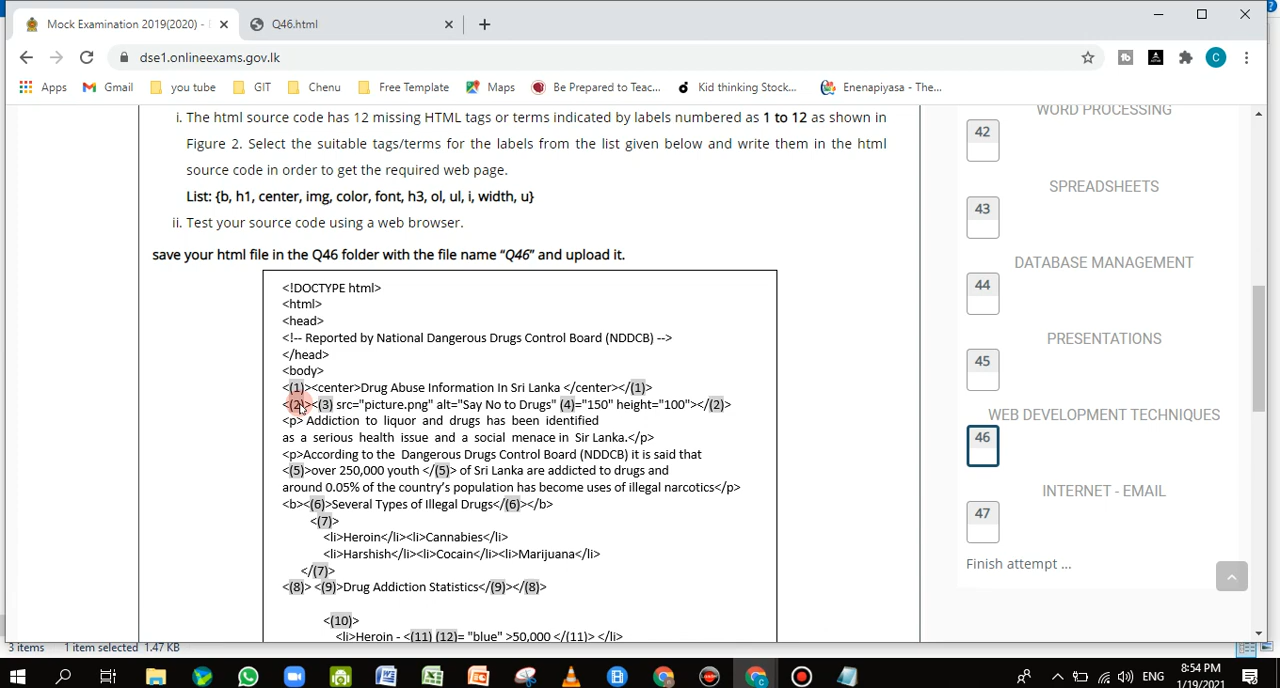 Mock Examination 2019(2020) -
Q46.html
dse1.onlineexams.gov.lk
Apps
Gmail
you tube
GIT
Chenu
Free Template
Maps
Be Prepared to Teac...
Kid thinking Stock...
Enenapiyasa - The...
i. The html source code has 12 missing HTML tags or terms indicated by labels numbered as 1 to 12 as shown in
Figure 2. Select the suitable tags/terms for the labels from the list given below and write them in the html
source code in order to get the required web page.
List: {b, h1, center, img, color, font, h3, ol, ul, i, width, u}
ii. Test your source code using a web browser.
save your html file in the Q46 folder with the file name “Q46” and upload it.
<!DOCTYPE html>
<html>
<head>
<!-- Reported by National Dangerous Drugs Control Board (NDDCB) -->
</head>
<body>
<(1)><center>Drug Abuse Information In Sri Lanka </center></(1)>
<(2)><(3) src="picture.png" alt="Say No to Drugs" (4)="150" height="100"></(2)>
<p> Addiction to liquor and drugs has been identified
as a serious health issue and a social menace in Sir Lanka.</p>
<p>According to the Dangerous Drugs Control Board (NDDCB) it is said that
<(5)>over 250,000 youth </(5)> of Sri Lanka are addicted to drugs and
around 0.05% of the country’s population has become uses of illegal narcotics</p>
<b><(6)>Several Types of Illegal Drugs</(6)></b>
<(7)>
<li>Heroin</li><li>Cannabies</li>
<li>Harshish</li><li>Cocain</li><li>Marijuana</li>
</(7)>
<(8)> <(9)>Drug Addiction Statistics</(9)></(8)>
<(10)>
<li>Heroin - <(11) (12)= "blue" >50,000 </(11)> </li>
WORD PROCESSING
42
SPREADSHEETS
43
DATABASE MANAGEMENT
44
PRESENTATIONS
45
WEB DEVELOPMENT TECHNIQUES
46
INTERNET - EMAIL
47
Finish attempt ...
3 items
1 item selected 1.47 KB
ENG
8:54 PM
1/19/2021